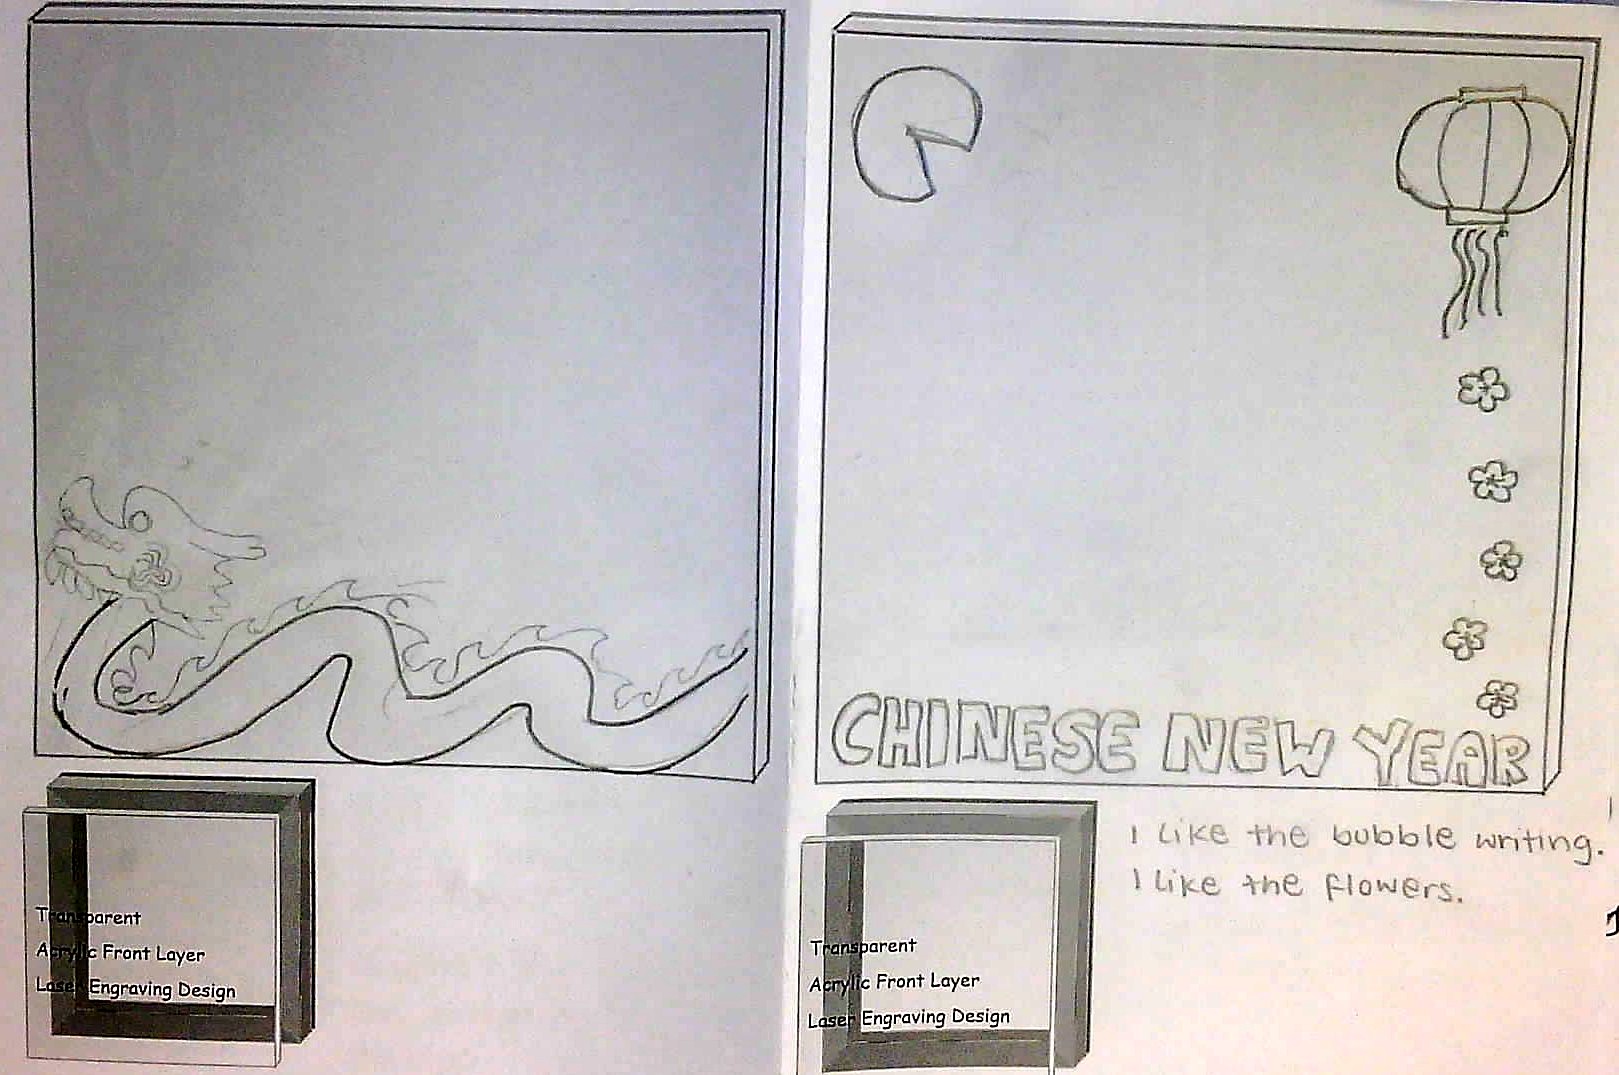 CHINESE NEW YEAR
I like the bubble writing.
I like the flowers.
Transparent
Acrylic Front Layer
Laser Engraving Design
Transparent
Acrylic Front Layer
Laser Engraving Design